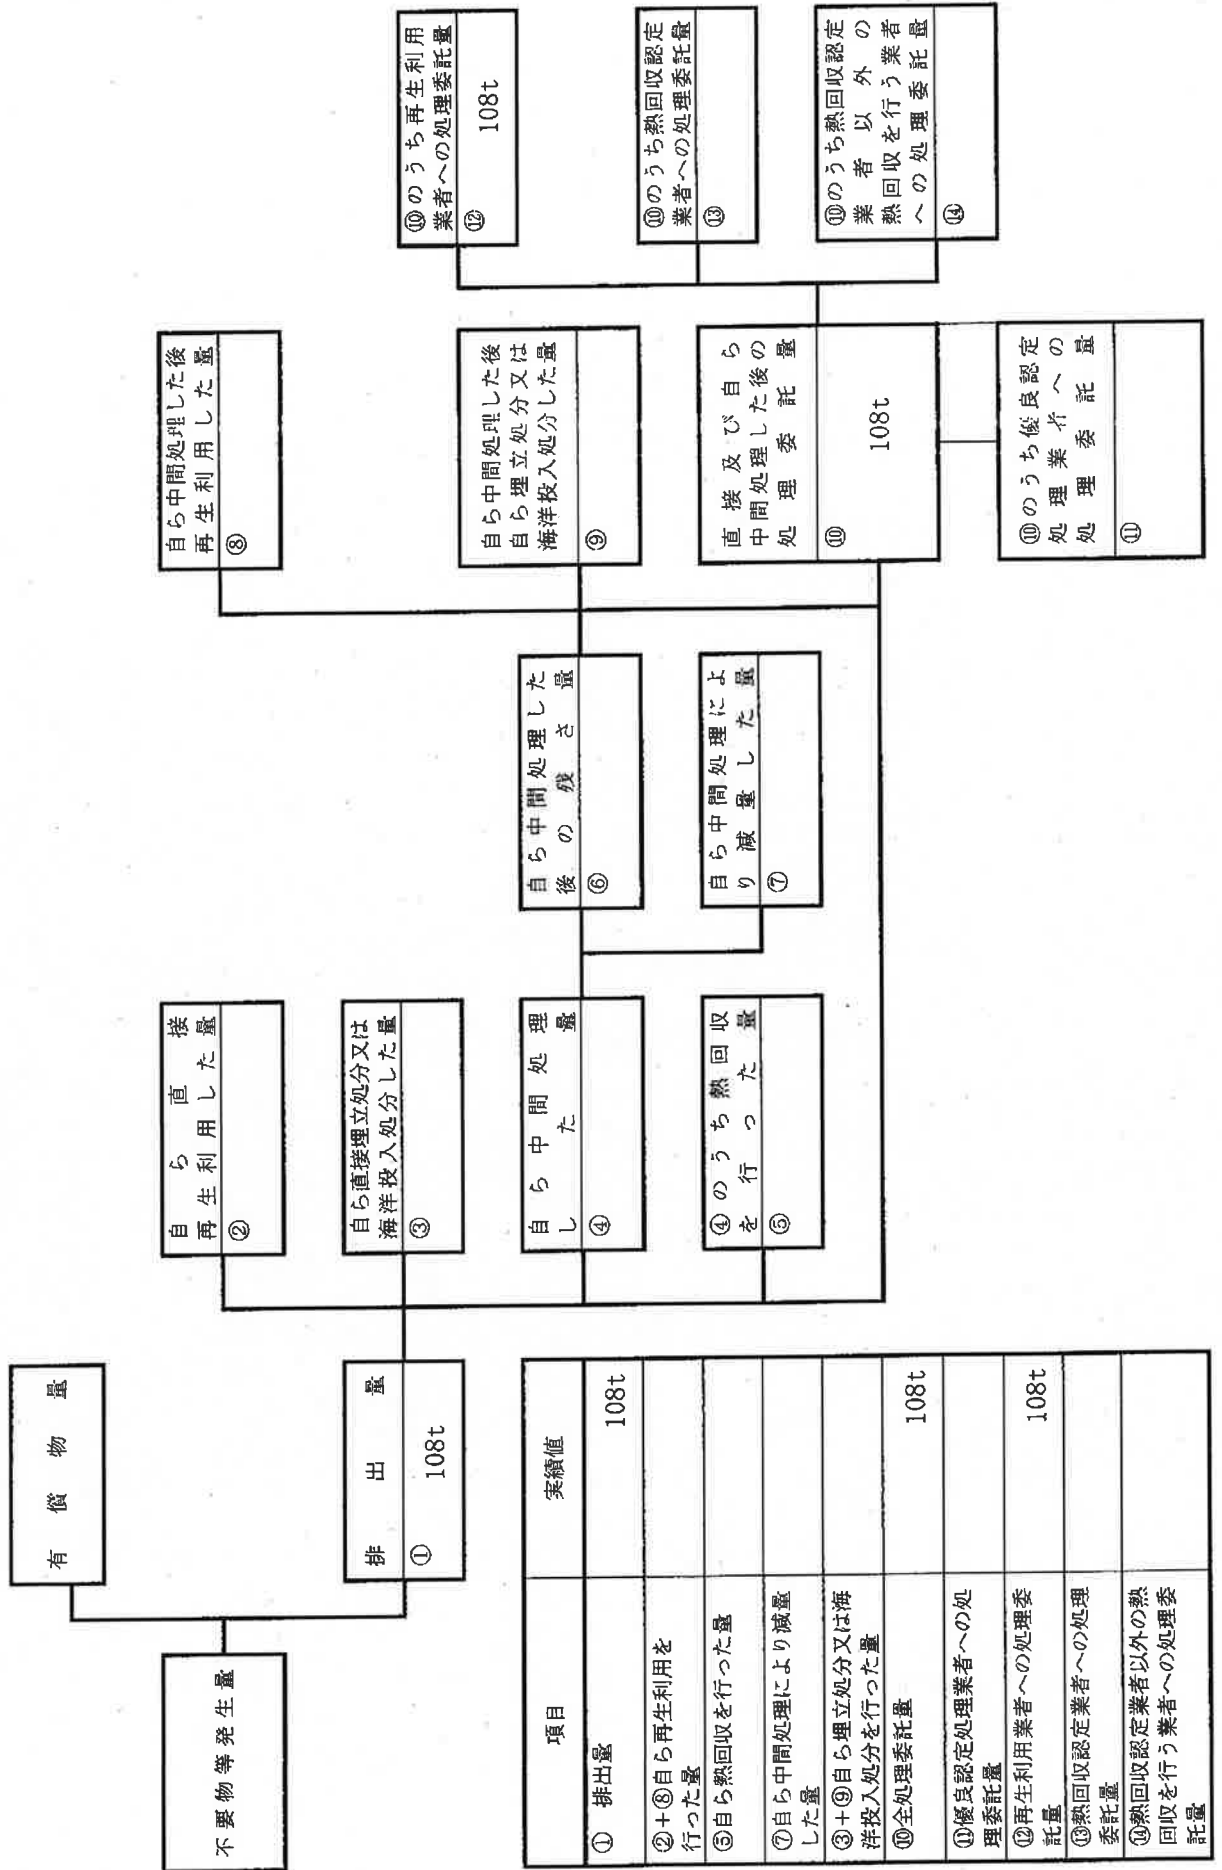 有償物量
不要物等発生量
排出量
① 108t
自ら直接
再生利用した量
②
自ら直接埋立処分又は
海洋投入処分した量
③
自ら中間処理
した量
④
④のうち熱回収
を行った量
⑤
自ら中間処理した
後の残さ量
⑥
自ら中間処理によ
り減量した量
⑦
自ら中間処理した後
再生利用した量
⑧
自ら中間処理した後
自ら埋立処分又は
海洋投入処分した量
⑨
直接及び自ら
中間処理した後の
処理委託量
⑩ 108t
⑩のうち優良認定
処理業者への
処理委託量
⑪
⑩のうち再生利用
業者への処理委託量
⑫ 108t
⑩のうち熱回収認定
業者への処理委託量
⑬
⑩のうち熱回収認定
業者以外の
熱回収を行う業者
への処理委託量
⑭
項目 実績値
① 排出量 108t
②+⑧自ら再生利用を
行った量
⑤自ら熱回収を行った量
⑦自ら中間処理により減量
した量
③+⑨自ら埋立処分又は海
洋投入処分を行った量
⑩全処理委託量 108t
⑪優良認定処理業者への処
理委託量
⑫再生利用業者への処理委
託量 108t
⑬熱回収認定業者への処理
委託量
⑭熱回収認定業者以外の熱
回収を行う業者への処理委
託量